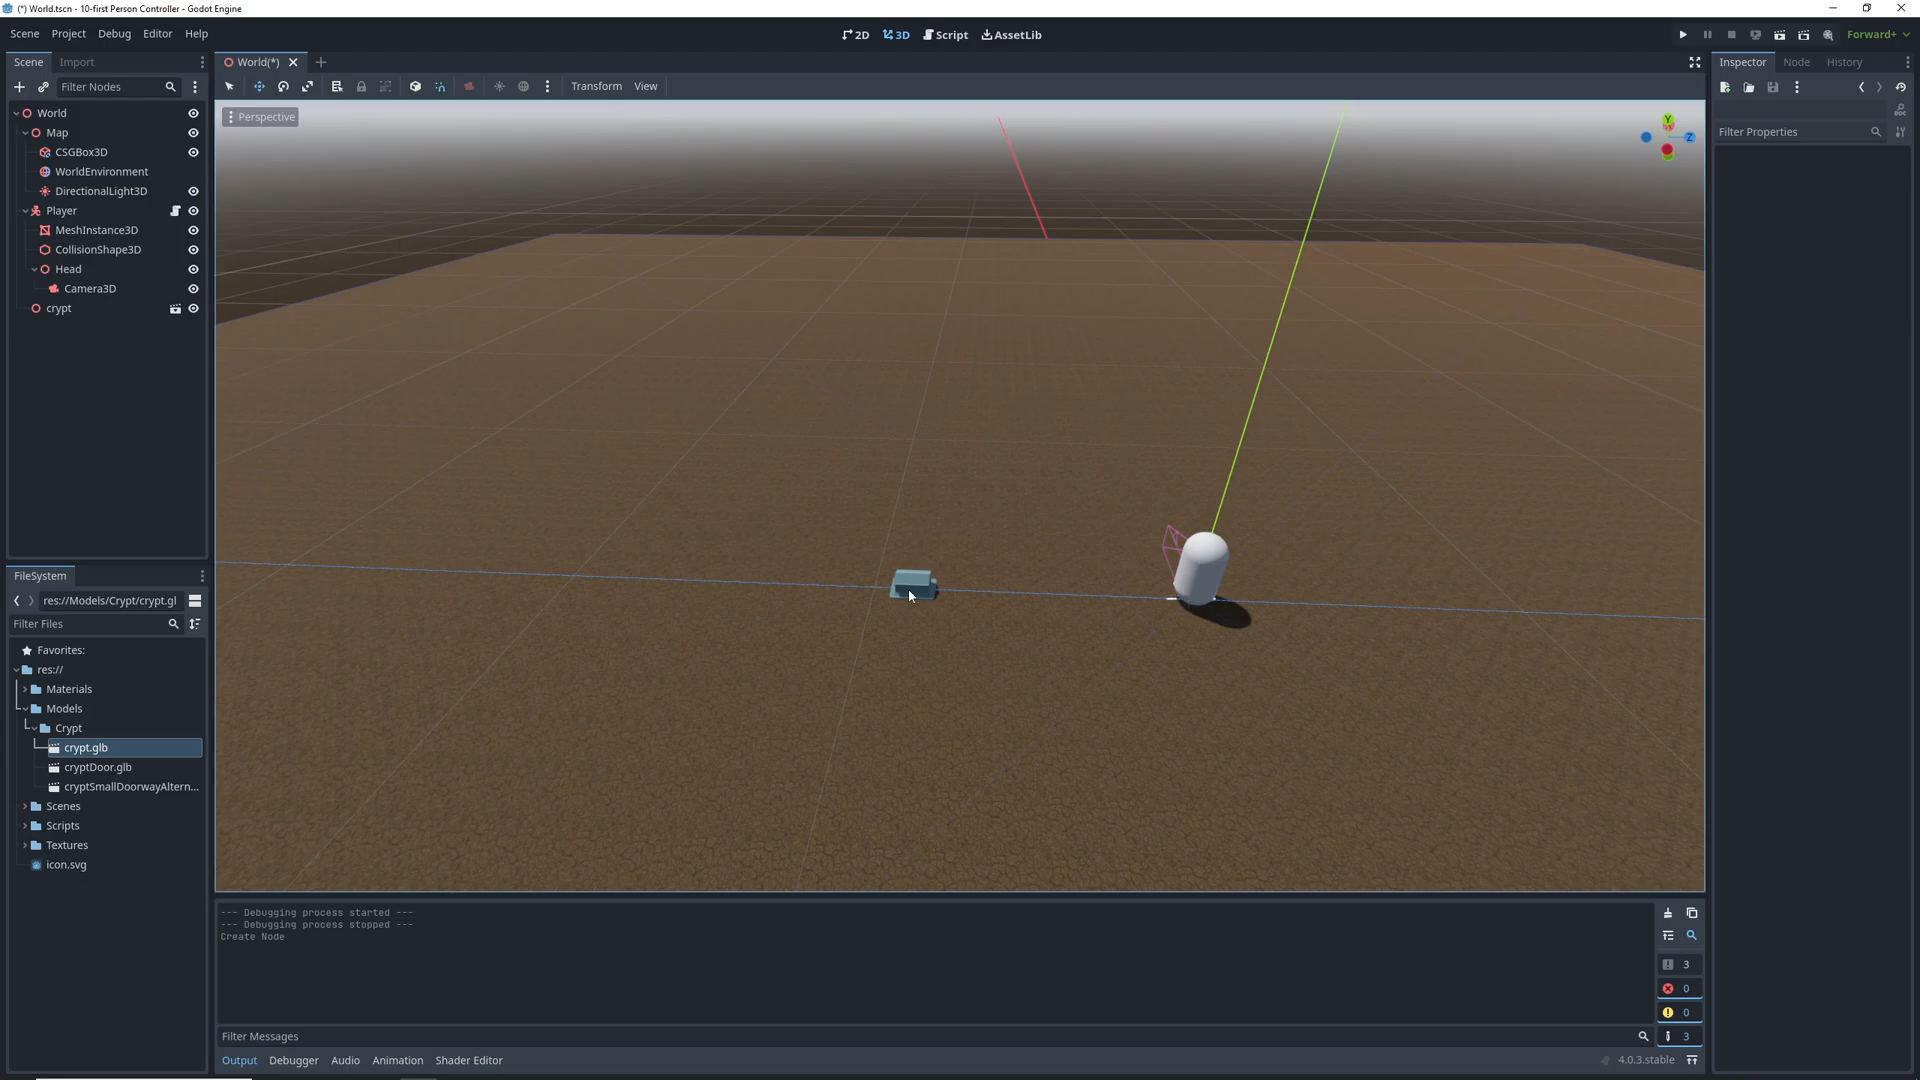 (*) World.tscn - 10-first Person Controller - Godot Engine
Scene Project Debug Editor Help
2D 3D Script AssetLib
Forward+
Scene Import
World(*)
Inspector Node History
Filter Nodes
Transform View
Perspective
Y
Z
Filter Properties
World
Map
CSGBox3D
WorldEnvironment
DirectionalLight3D
Player
MeshInstance3D
CollisionShape3D
Head
Camera3D
crypt
FileSystem
res://Models/Crypt/crypt.gl
Filter Files
Favorites:
res://
Materials
Models
Crypt
crypt.glb
cryptDoor.glb
cryptSmallDoorwayAltern...
Scenes
Scripts
Textures
icon.svg
--- Debugging process started ---
--- Debugging process stopped ---
Create Node
3
0
0
3
Filter Messages
Output Debugger Audio Animation Shader Editor
4.0.3.stable